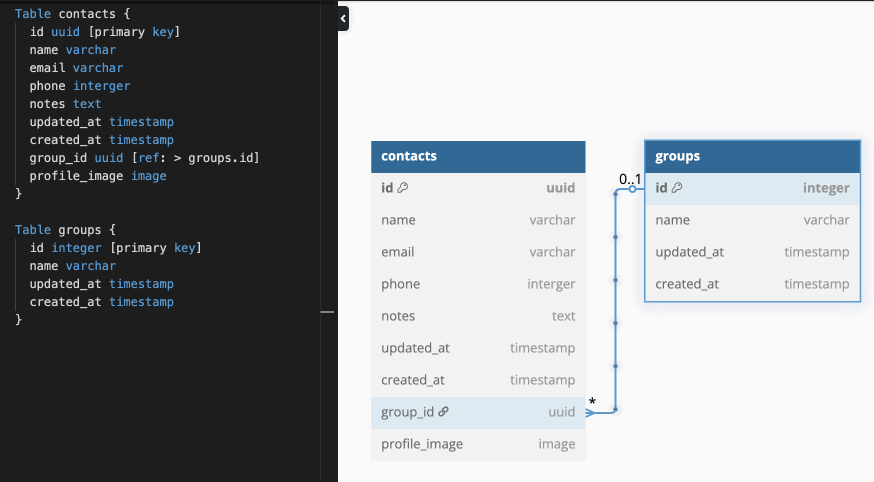 Table contacts {
id uuid [primary key]
name varchar
email varchar
phone interger
notes text
updated_at timestamp
created_at timestamp
group_id uuid [ref: > groups.id]
profile_image image
}
Table groups {
id integer [primary key]
name varchar
updated_at timestamp
created_at timestamp
}
contacts
id uuid
name varchar
email varchar
phone interger
notes text
updated_at timestamp
created_at timestamp
group_id uuid
profile_image image
*
0..1
groups
id integer
name varchar
updated_at timestamp
created_at timestamp